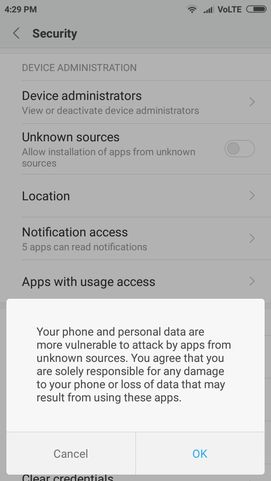 4:29 PM VoLTE
Security
DEVICE ADMINISTRATION
Device administrators
View or deactivate device administrators
Unknown sources
Allow installation of apps from unknown
sources
Location
Notification access
5 apps can read notifications
Apps with usage access
Your phone and personal data are
more vulnerable to attack by apps from
unknown sources. You agree that you
are solely responsible for any damage
to your phone or loss of data that may
result from using these apps.
Cancel OK
Clear credentials